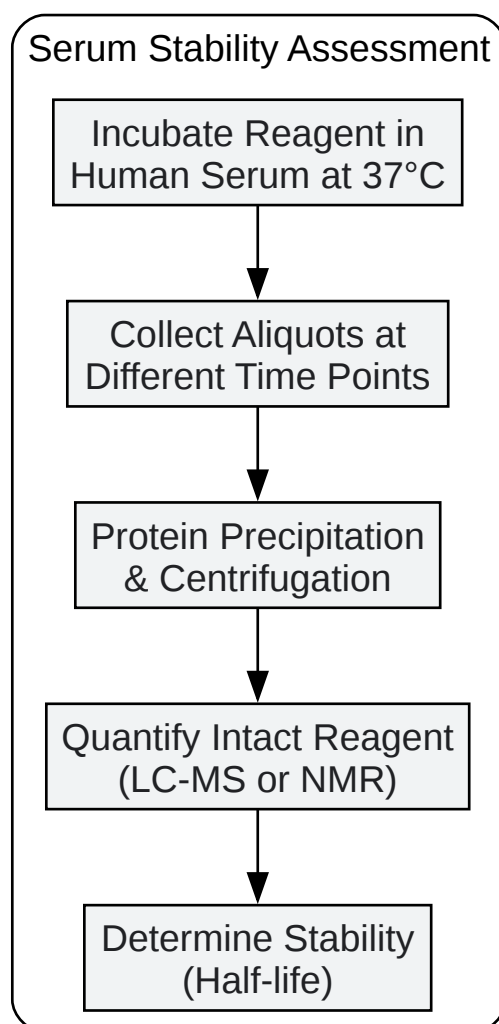 Serum Stability Assessment
Incubate Reagent in
Human Serum at 37°C
Collect Aliquots at
Different Time Points
Protein Precipitation
& Centrifugation
Quantify Intact Reagent
(LC-MS or NMR)
Determine Stability
(Half-life)